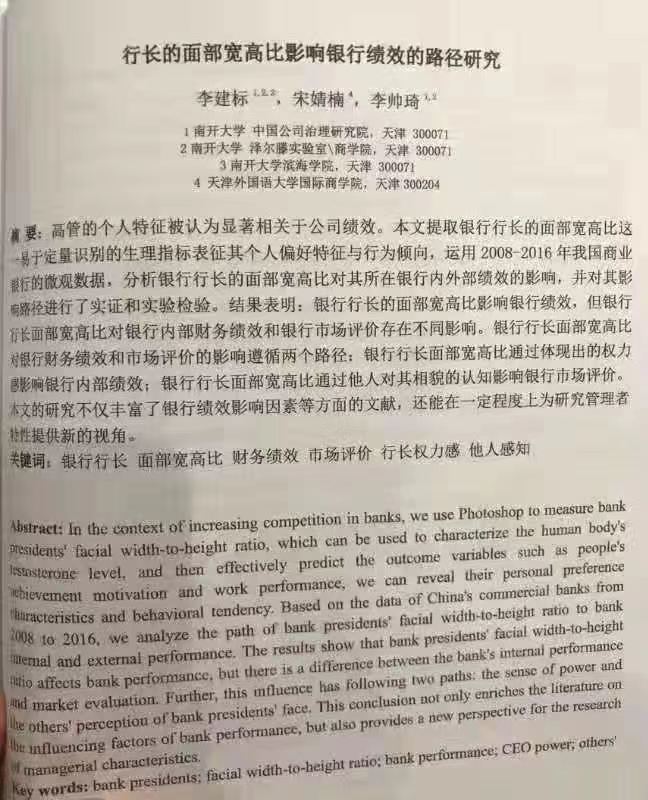 行长的面部宽高比影响银行绩效的路径研究
李建标1,2,3, 宋婧楠4, 李帅琦1,2
1 南开大学 中国公司治理研究院，天津 300071
2 南开大学 泽尔滕实验室\商学院，天津 300071
3 南开大学滨海学院，天津 300071
4 天津外国语大学国际商学院，天津 300204
摘 要：高管的个人特征被认为显著相关于公司绩效。本文提取银行行长的面部宽高比这
一易于定量识别的生理指标表征其个人偏好特征与行为倾向，运用 2008-2016 年我国商业
银行的微观数据，分析银行行长的面部宽高比对其所在银行内外部绩效的影响，并对其影
响路径进行了实证和实验检验。结果表明：银行行长的面部宽高比影响银行绩效，但银行
行长面部宽高比对银行内部财务绩效和银行市场评价存在不同影响。银行行长面部宽高比
对银行财务绩效和市场评价的影响遵循两个路径：银行行长面部宽高比通过体现出的权力
感影响银行内部绩效；银行行长面部宽高比通过他人对其相貌的认知影响银行市场评价。
本文的研究不仅丰富了银行绩效影响因素等方面的文献，还能在一定程度上为研究管理者
特性提供新的视角。
关键词：银行行长 面部宽高比 财务绩效 市场评价 行长权力感 他人感知
Abstract: In the context of increasing competition in banks, we use Photoshop to measure bank
presidents' facial width-to-height ratio, which can be used to characterize the human body's
testosterone level, and then effectively predict the outcome variables such as people's
achievement motivation and work performance, we can reveal their personal preference
characteristics and behavioral tendency. Based on the data of China's commercial banks from
2008 to 2016, we analyze the path of bank presidents' facial width-to-height ratio to bank
internal and external performance. The results show that bank presidents' facial width-to-height
ratio affects bank performance, but there is a difference between the bank's internal performance
and market evaluation. Further, this influence has following two paths: the sense of power and
the others' perception of bank presidents' face. This conclusion not only enriches the literature on
the influencing factors of bank performance, but also provides a new perspective for the research
of managerial characteristics.
Key words: bank presidents; facial width-to-height ratio; bank performance; CEO power; others'